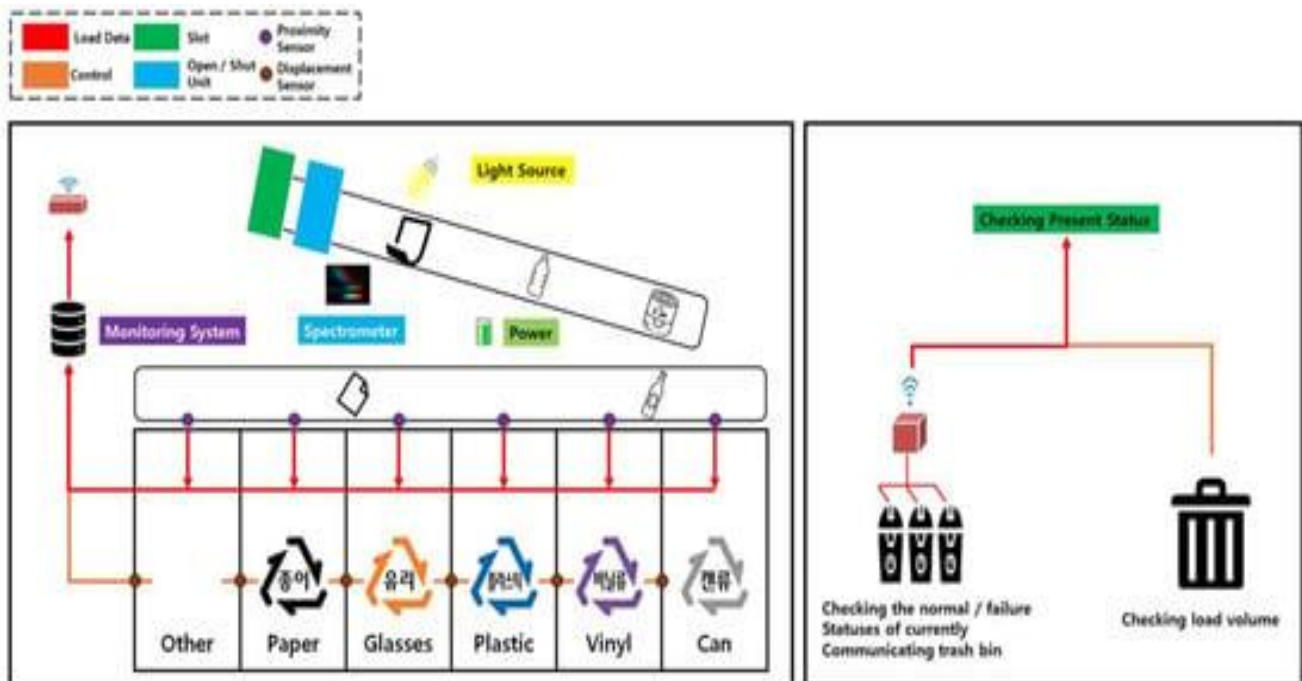 Load Data
Slot
Proximity
Sensor
Control
Open / Shut
Unit
Displacement
Sensor
Light Source
Monitoring System
Spectrometer
Power
종이
유리
플라스틱
비닐류
캔류
Other
Paper
Glasses
Plastic
Vinyl
Can
Checking Present Status
Checking the normal / failure
Statuses of currently
Communicating trash bin
Checking load volume